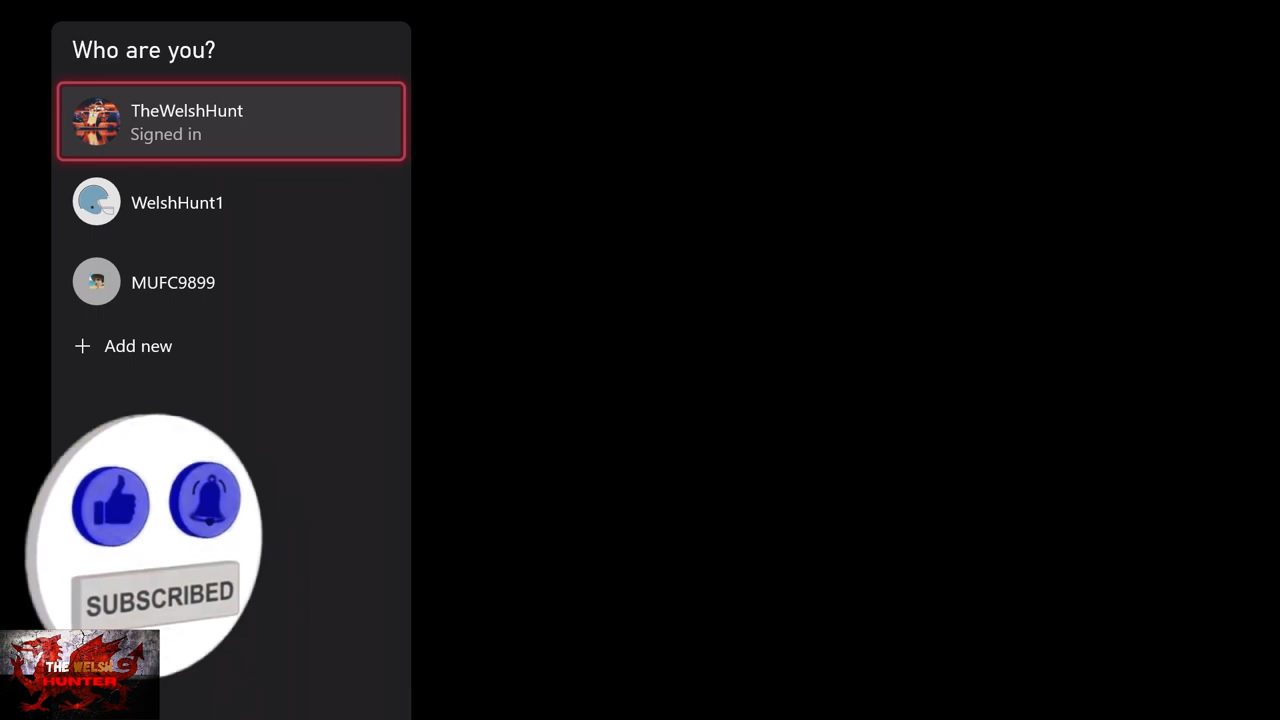 Who are you?
TheWelshHunt
Signed in
WelshHunt1
MUFC9899
Add new
SUBSCRIBED
THE WELSH
HUNTER